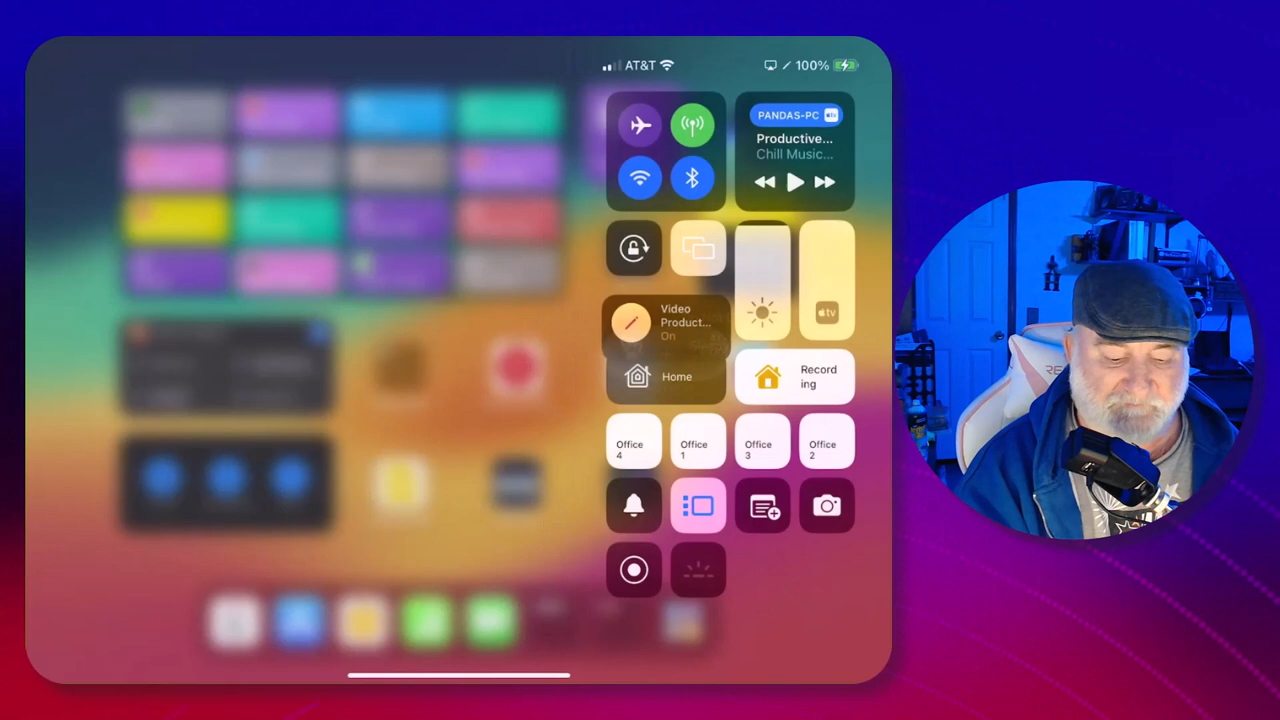 AT&T
100%
PANDAS-PC
tv
Productive...
Chill Music...
Video
Product...
On
tv
Home
Record
ing
Office
4
Office
1
Office
3
Office
2